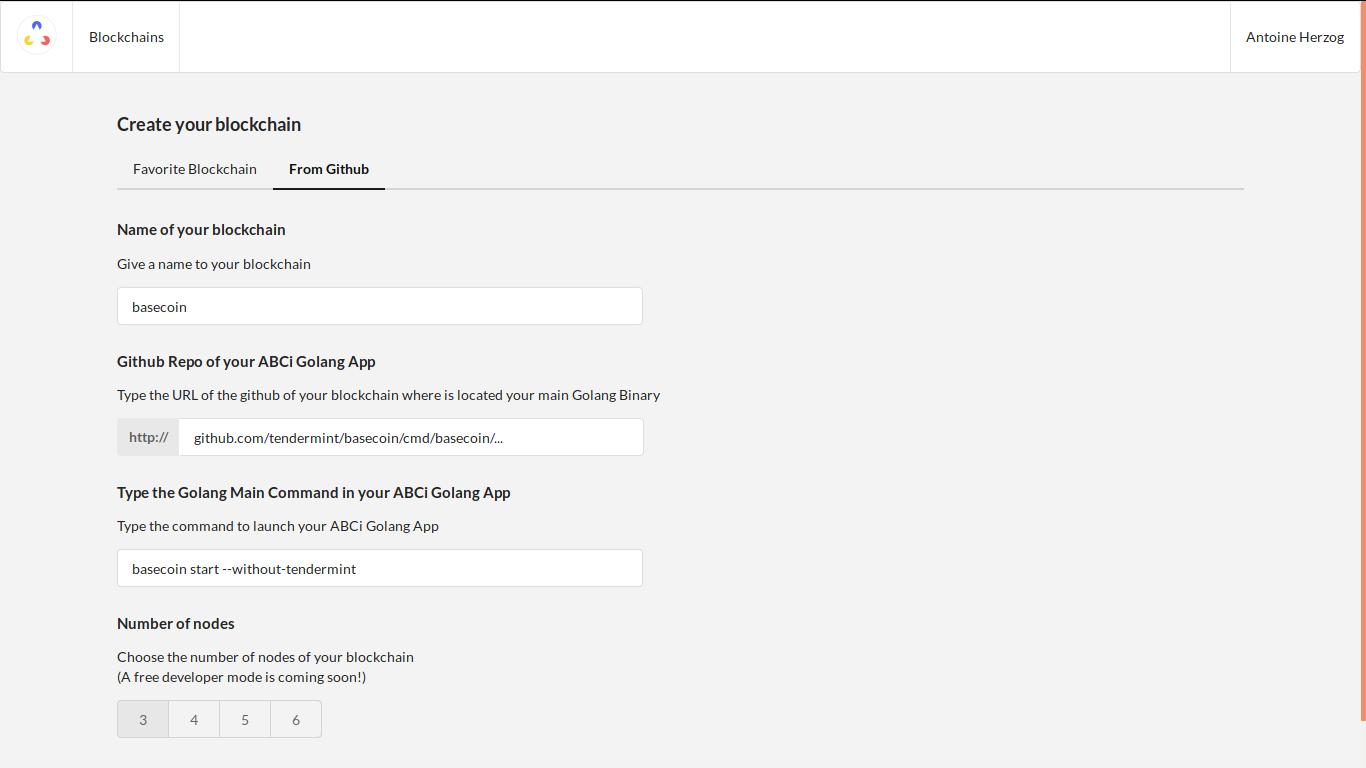 Blockchains
Antoine Herzog
Create your blockchain
Favorite Blockchain
From Github
Name of your blockchain
Give a name to your blockchain
basecoin
Github Repo of your ABCi Golang App
Type the URL of the github of your blockchain where is located your main Golang Binary
http://
github.com/tendermint/basecoin/cmd/basecoin/...
Type the Golang Main Command in your ABCi Golang App
Type the command to launch your ABCi Golang App
basecoin start --without-tendermint
Number of nodes
Choose the number of nodes of your blockchain
(A free developer mode is coming soon!)
3 4 5 6